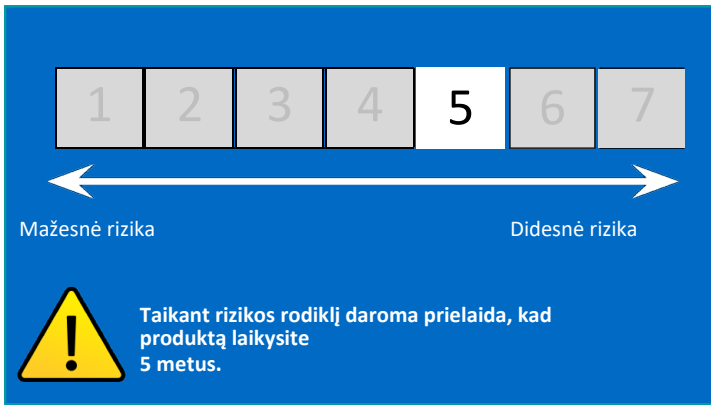 1 2 3 4 5 6 7
Mažesnė rizika Didesnė rizika
Taikant rizikos rodiklį daroma prielaida, kad
produktą laikysite
5 metus.